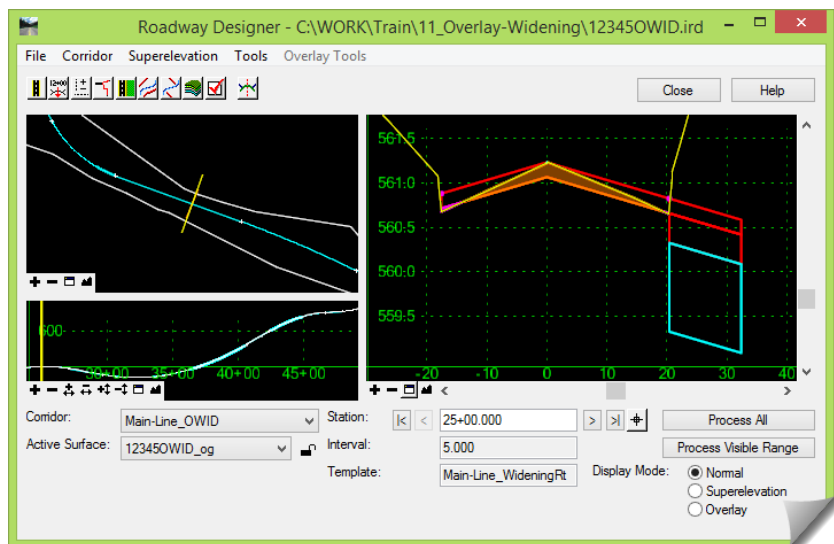 Roadway Designer - C:\WORK\Train\11_Overlay-Widening\12345OWID.ird
File Corridor Superelevation Tools Overlay Tools
12+00
Close Help
561.5
561.0
560.5
560.0
559.5
-20 -10 0 10 20 30 40
600
30+00 35+00 40+00 45+00
Corridor: Main-Line_OWID Station: 25+00.000 Process All
Active Surface: 12345OWID_og Interval: 5.000 Process Visible Range
Template: Main-Line_WideningRt Display Mode: Normal
Superelevation
Overlay